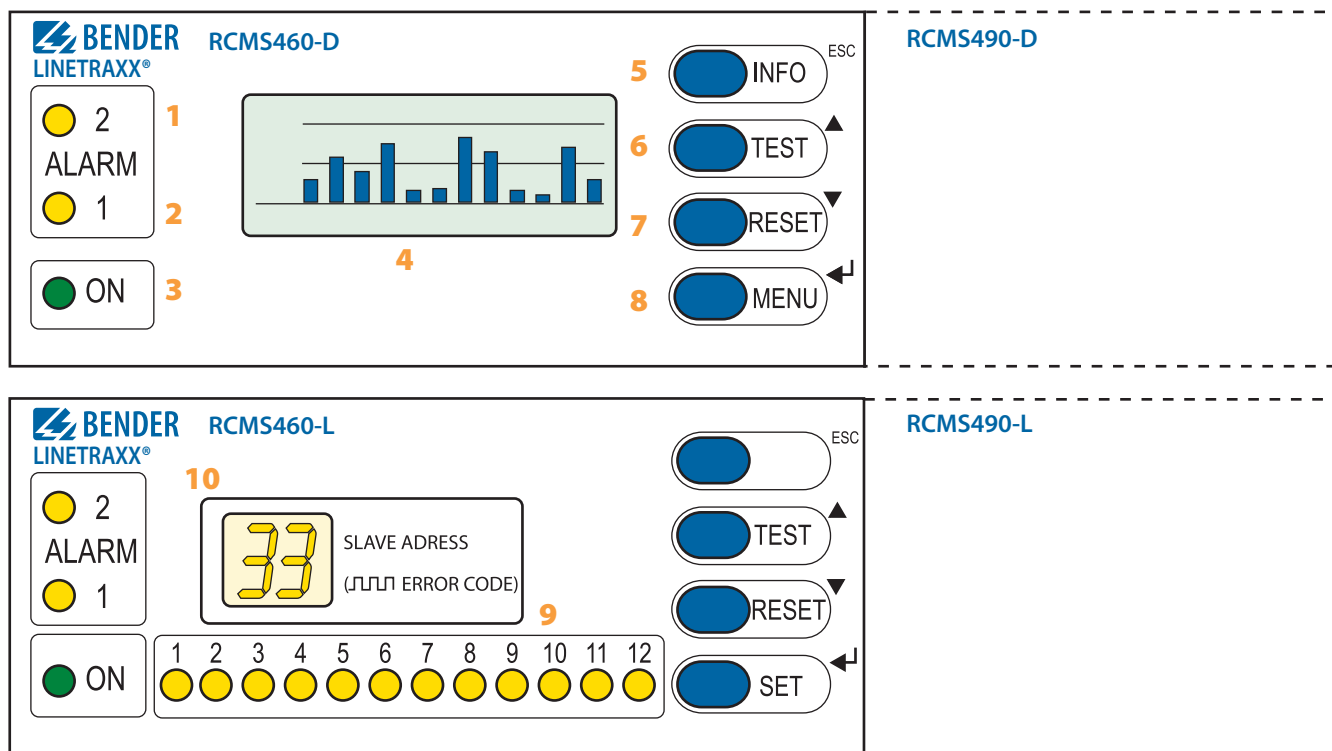 BENDER RCMS460-D
LINETRAXX®
RCMS490-D
2 1
ALARM
1 2
ON 3
4
5 INFO ESC
6 TEST ▲
7 RESET ▼
8 MENU
BENDER RCMS460-L
LINETRAXX®
RCMS490-L
2
ALARM
1
ON
10
33 SLAVE ADRESS
( ERROR CODE)
9
1 2 3 4 5 6 7 8 9 10 11 12
ESC
TEST ▲
RESET ▼
SET